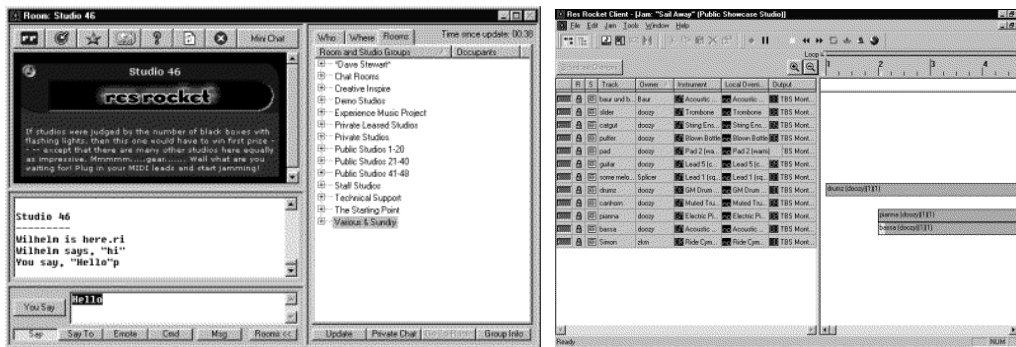 Room: Studio 46
Mini Chat
Studio 46
res rocket
If studios were judged by the number of black boxes with
flashing lights, then this one would have to win first prize -
-- except that there are many other studios here equally
as impressive. Mmmmm.....gear....... Well what are you
waiting for! Plug in your MIDI leads and start jamming!
Studio 46
---------
Wilhelm is here.ri
Wilhelm says, "hi"
You say, "Hello"p
You Say
Hello
Say Say To Emote Cmd Msg Rooms <<
Who Where Rooms Time since update: 00:38
Room and Studio Groups Occupants
"Dave Stewart"
Chat Rooms
Creative Inspire
Demo Studios
Experience Music Project
Private Leared Studios
Private Studios
Public Studios 1-20
Public Studios 21-40
Public Studios 41-48
Staff Studios
Technical Support
The Starting Point
Various & Sundry
Update Private Chat Group Info
Res Rocket Client - [Jam: "Sail Away" (Public Showcase Studio)]
File Edit Jam Tools Window Help
Loop
1 2 3 4
R S Track Owner Instrument Local Overri... Output
baur und b... Baur Acoustic ... Acoustic ... TBS Mont...
slider doozy Trombone Trombone TBS Mont...
catgut doozy String Ens... String Ens... TBS Mont...
puffer doozy Blown Bottle Blown Bottle TBS Mont...
pad doozy Pad 2 (warm) Pad 2 (warm) TBS Mont...
guitar doozy Lead 5 (c... Lead 5 (c... TBS Mont...
some melo... Splicer Lead 1 (sq... Lead 1 (sq... TBS Mont...
drumz doozy GM Drum ... GM Drum ... TBS Mont...
canhorn doozy Muted Tru... Muted Tru... TBS Mont...
pianna doozy Electric Pi... Electric Pi... TBS Mont...
bassa doozy Acoustic ... Acoustic ... TBS Mont...
Simon zkm Ride Cym... Ride Cym... TBS Mont...
drumz (doozy)[1][1]
pianna (doozy)[1][1]
bassa (doozy)[1][1]
Ready
NUM